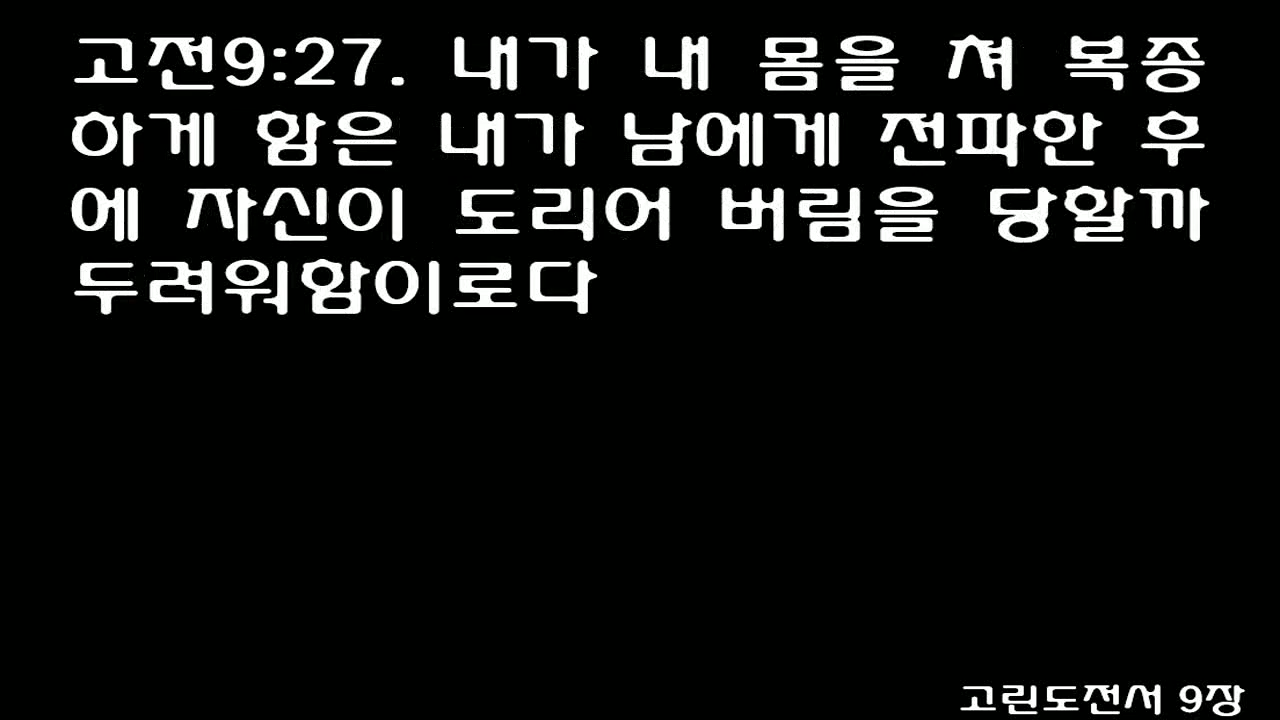 고전9:27. 내가 내 몸을 쳐 복종
하게 함은 내가 남에게 전파한 후
에 자신이 도리어 버림을 당할까
두려워함이로다
고린도전서 9장